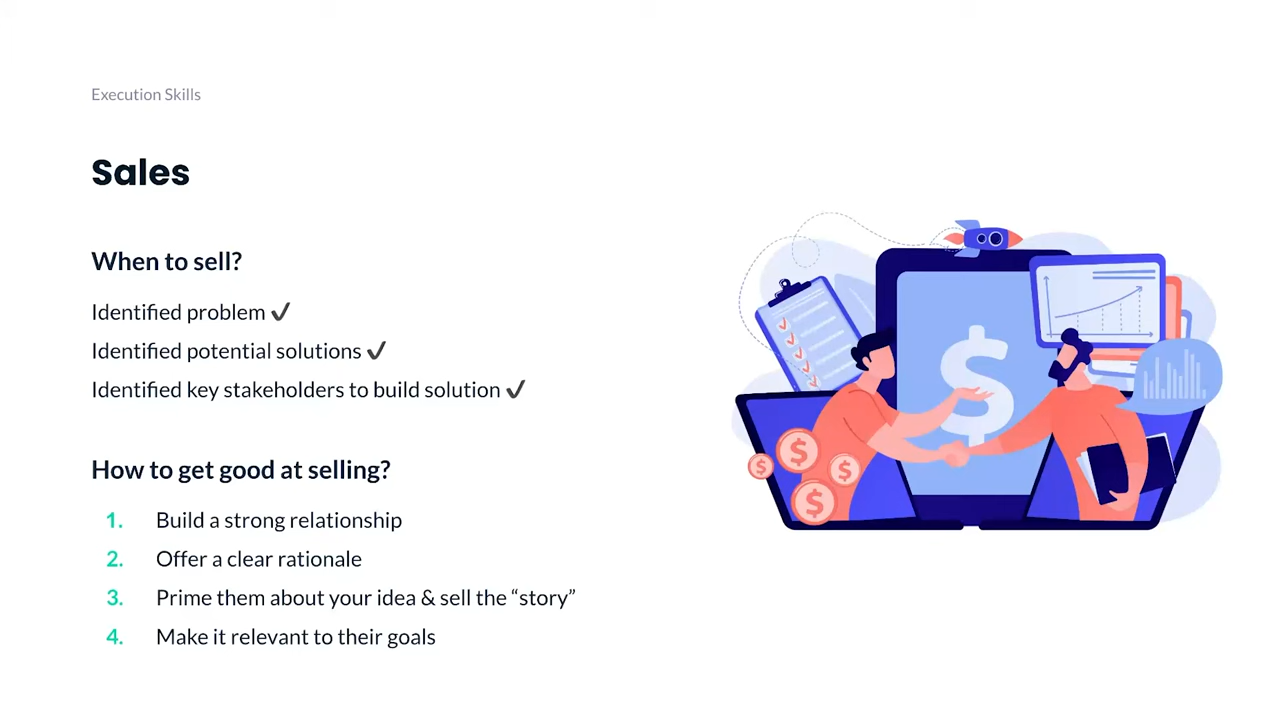 Execution Skills
Sales
When to sell?
Identified problem ✔
Identified potential solutions ✔
Identified key stakeholders to build solution ✔
How to get good at selling?
1. Build a strong relationship
2. Offer a clear rationale
3. Prime them about your idea & sell the “story”
4. Make it relevant to their goals
$
$
$
$
$